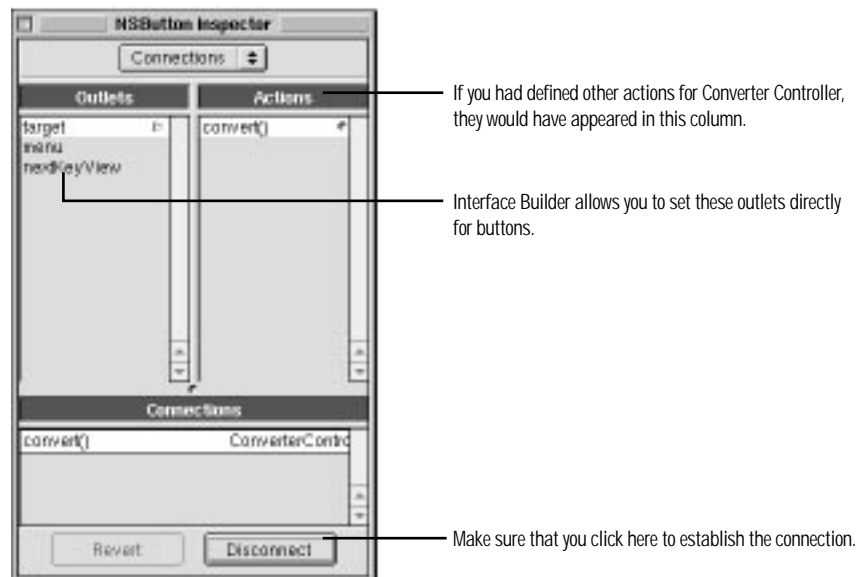 NSButton Inspector
Connections
Outlets
Actions
If you had defined other actions for Converter Controller,
they would have appeared in this column.
target
convert()
menu
nextKeyView
Interface Builder allows you to set these outlets directly
for buttons.
Connections
convert()
ConverterContro
Revert
Disconnect
Make sure that you click here to establish the connection.